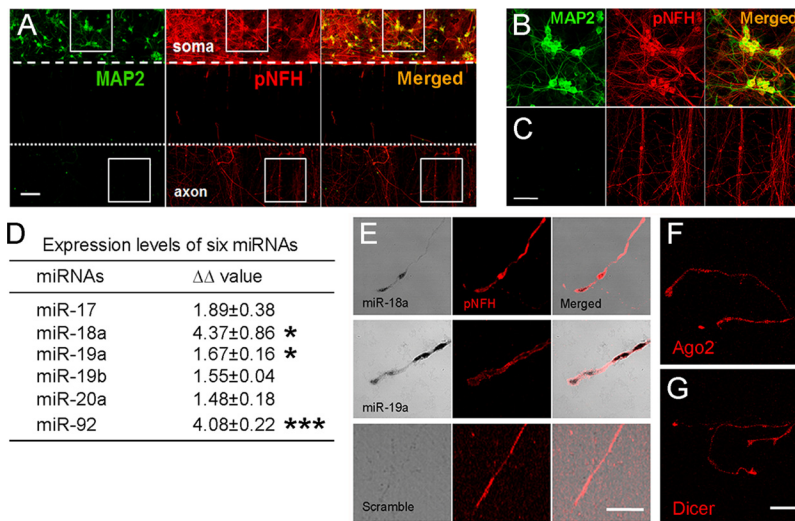 A
soma
MAP2
pNFH
Merged
axon
B
MAP2
pNFH
Merged
C
D
Expression levels of six miRNAs
miRNAs ΔΔ value
miR-17 1.89±0.38
miR-18a 4.37±0.86 *
miR-19a 1.67±0.16 *
miR-19b 1.55±0.04
miR-20a 1.48±0.18
miR-92 4.08±0.22 ***
E
miR-18a
pNFH
Merged
miR-19a
Scramble
F
Ago2
G
Dicer